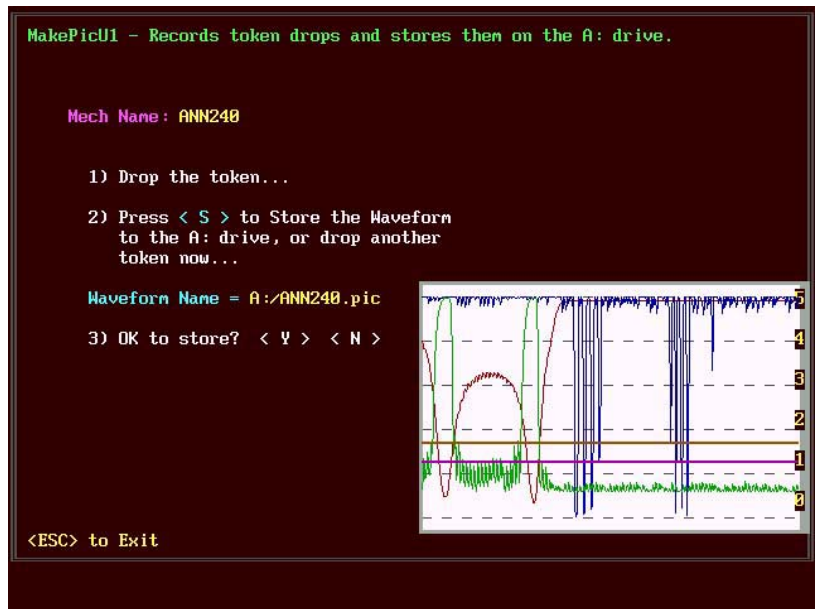 MakePicU1 - Records token drops and stores them on the A: drive.
Mech Name: ANN240
1) Drop the token...
2) Press < S > to Store the Waveform
to the A: drive, or drop another
token now...
Waveform Name = A:/ANN240.pic
3) OK to store? < Y > < N >
5
4
3
2
1
0
<ESC> to Exit